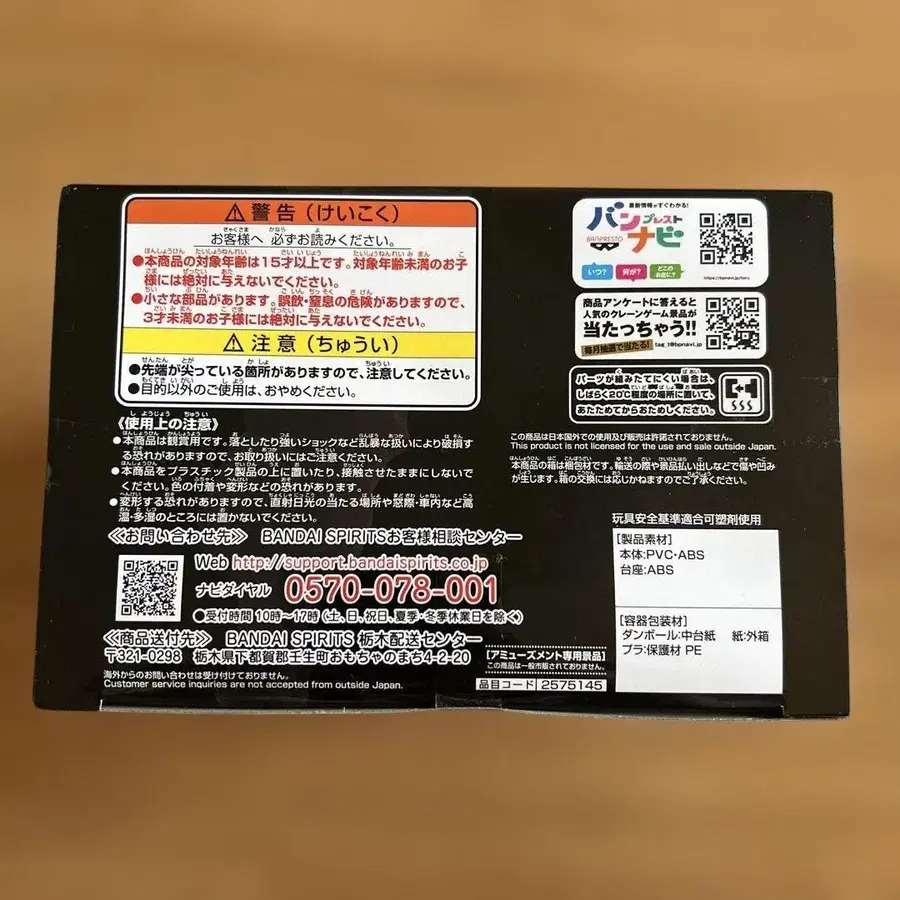 ⚠警告(けいこく)
お客様へ 必ずお読みください。
●本商品の対象年齢は15才以上です。対象年齢未満のお子
様には絶対に与えないでください。
●小さな部品があります。誤飲・窒息の危険がありますので、
3才未満のお子様には絶対に与えないでください。
⚠注意(ちゅうい)
●先端が尖っている箇所がありますので、注意してください。
●目的以外のご使用は、おやめください。
《使用上の注意》
●本商品は観賞用です。落としたり強いショックなど乱暴な扱いにより破損す
る恐れがありますので、お取り扱いにはご注意ください。
●本商品をプラスチック製品の上に置いたり、接触させたままにしないでく
ださい。色の付着や変形などの恐れがあります。
●変形する恐れがありますので、直射日光の当たる場所や窓際・車内など高
温・多湿のところには置かないでください。
≪お問い合わせ先≫ BANDAI SPIRITSお客様相談センター
Web http://support.bandaispirits.co.jp
ナビダイヤル 0570-078-001
●受付時間 10時〜17時(土、日、祝日、夏季・冬季休業日を除く)
≪商品送付先≫ BANDAI SPIRITS 栃木配送センター
〒321-0298 栃木県下都賀郡壬生町おもちゃのまち4-2-20
海外からのお問い合わせは受け付けておりません。
Customer service inquiries are not accepted from outside Japan.
最新情報がすぐわかる!
バンプレストナビ
BANPRESTO
いつ?
何が?
どこのお店に?
https://bpnavi.jp/toru
商品アンケートに答えると
人気のクレーンゲーム景品が
当たっちゃう!!
毎月抽選で当たる!
tag_t@bpnavi.jp
パーツが組みたてにくい場合は、
しばらく20℃程度の場所に置いて、
あたためてからおためしください。
この商品は日本国外での使用及び販売は許諾されておりません。
This product is not licensed for the use and sale outside Japan.
本商品の箱は梱包材です。輸送の際や景品払い出しなどで傷や凹み
が生じます。箱の交換には応じかねますのでご了承ください。
玩具安全基準適合可塑剤使用
[製品素材]
本体:PVC・ABS
台座:ABS
[容器包装材]
ダンボール:中台紙 紙:外箱
プラ:保護材 PE
【アミューズメント専用景品】
この商品は一般市販されておりません。
品目コード 2575145